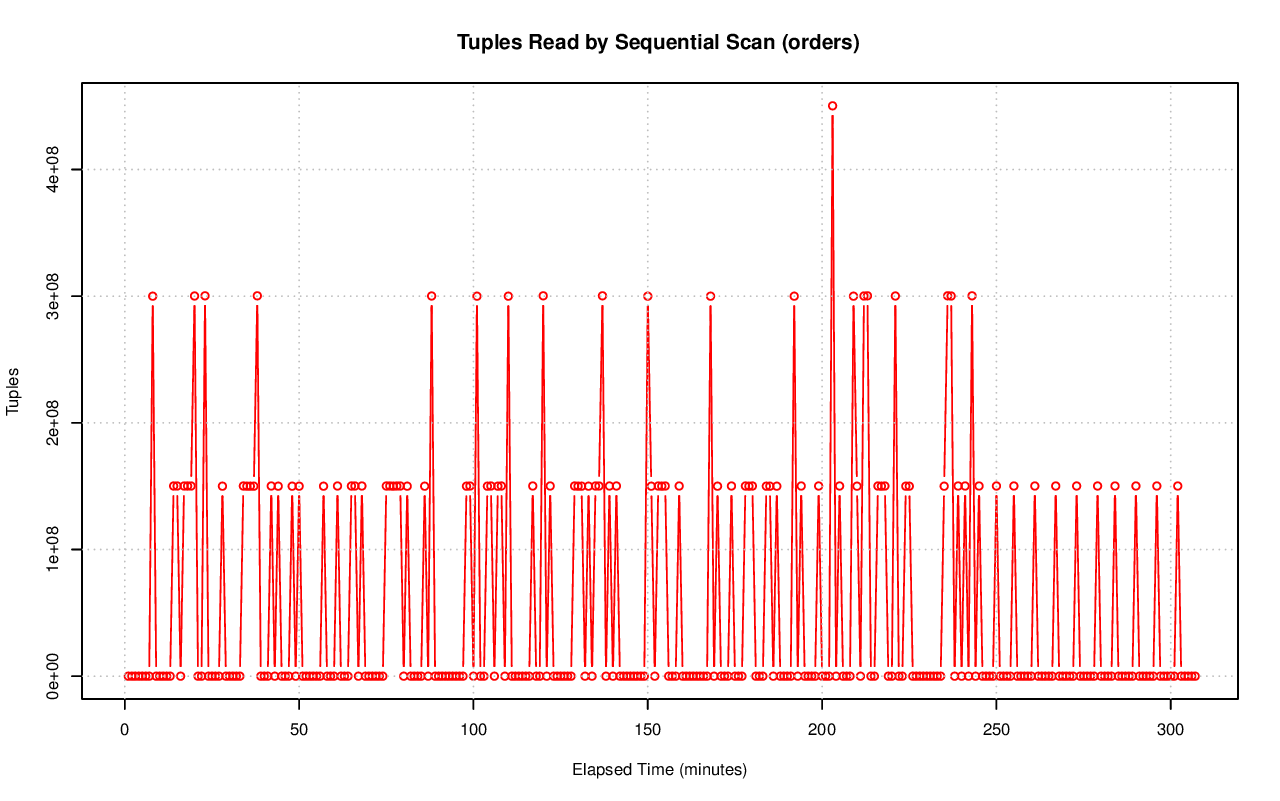 Tuples Read by Sequential Scan (orders)
Tuples
4e+08
3e+08
2e+08
1e+08
0e+00
0 50 100 150 200 250 300
Elapsed Time (minutes)